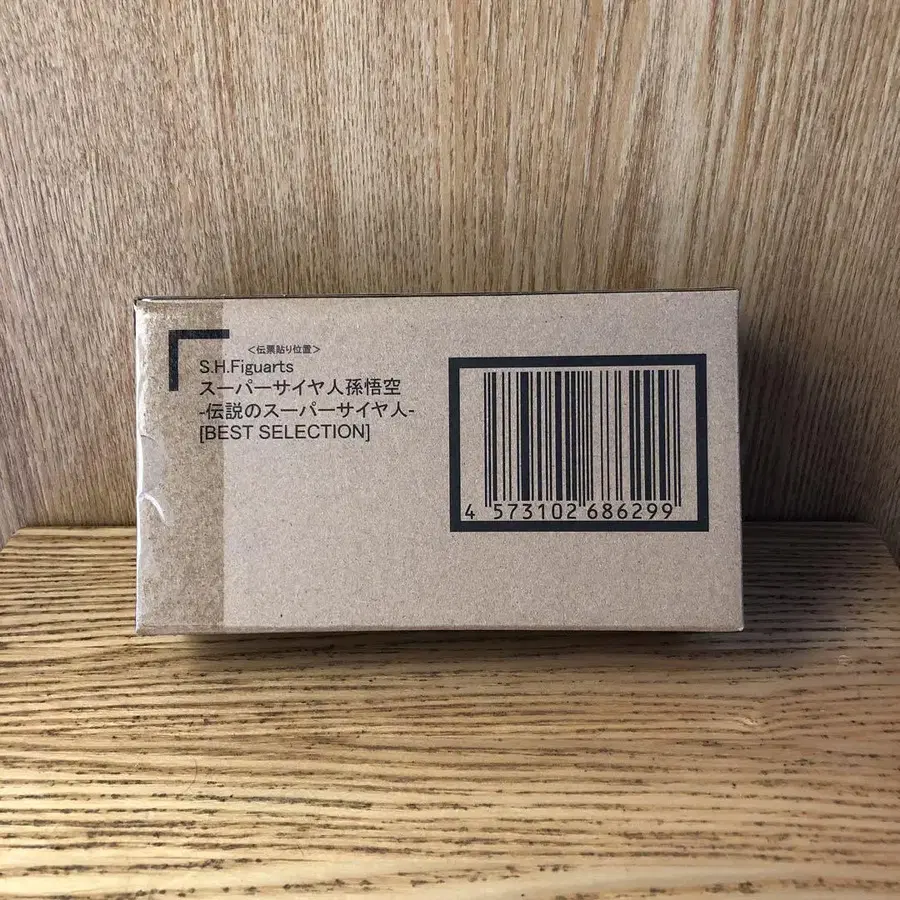 <伝票貼り位置>
S.H.Figuarts
スーパーサイヤ人孫悟空
-伝説のスーパーサイヤ人-
[BEST SELECTION]
4 573102 686299